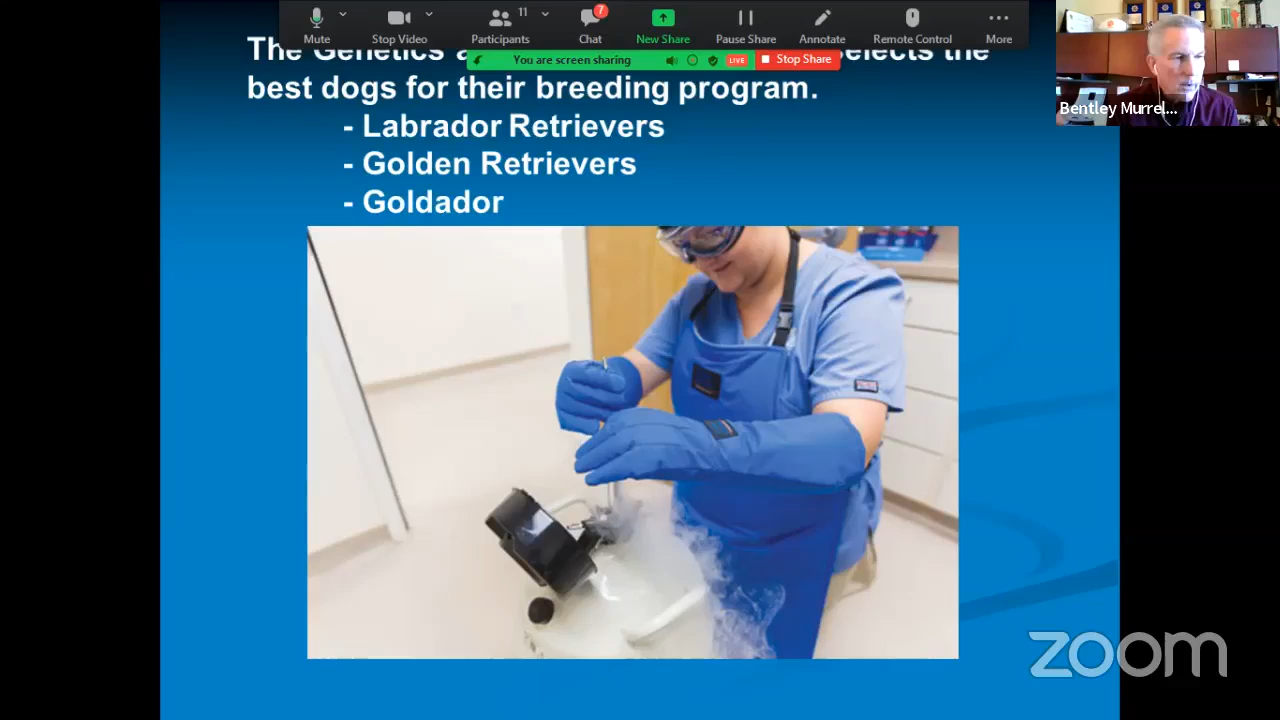 11
7
Mute
Stop Video
Participants
Chat
New Share
Pause Share
Annotate
Remote Control
More
You are screen sharing
LIVE
Stop Share
The Genetics
selects the
best dogs for their breeding program.
- Labrador Retrievers
- Golden Retrievers
- Goldador
Bentley Murrel...
zoom